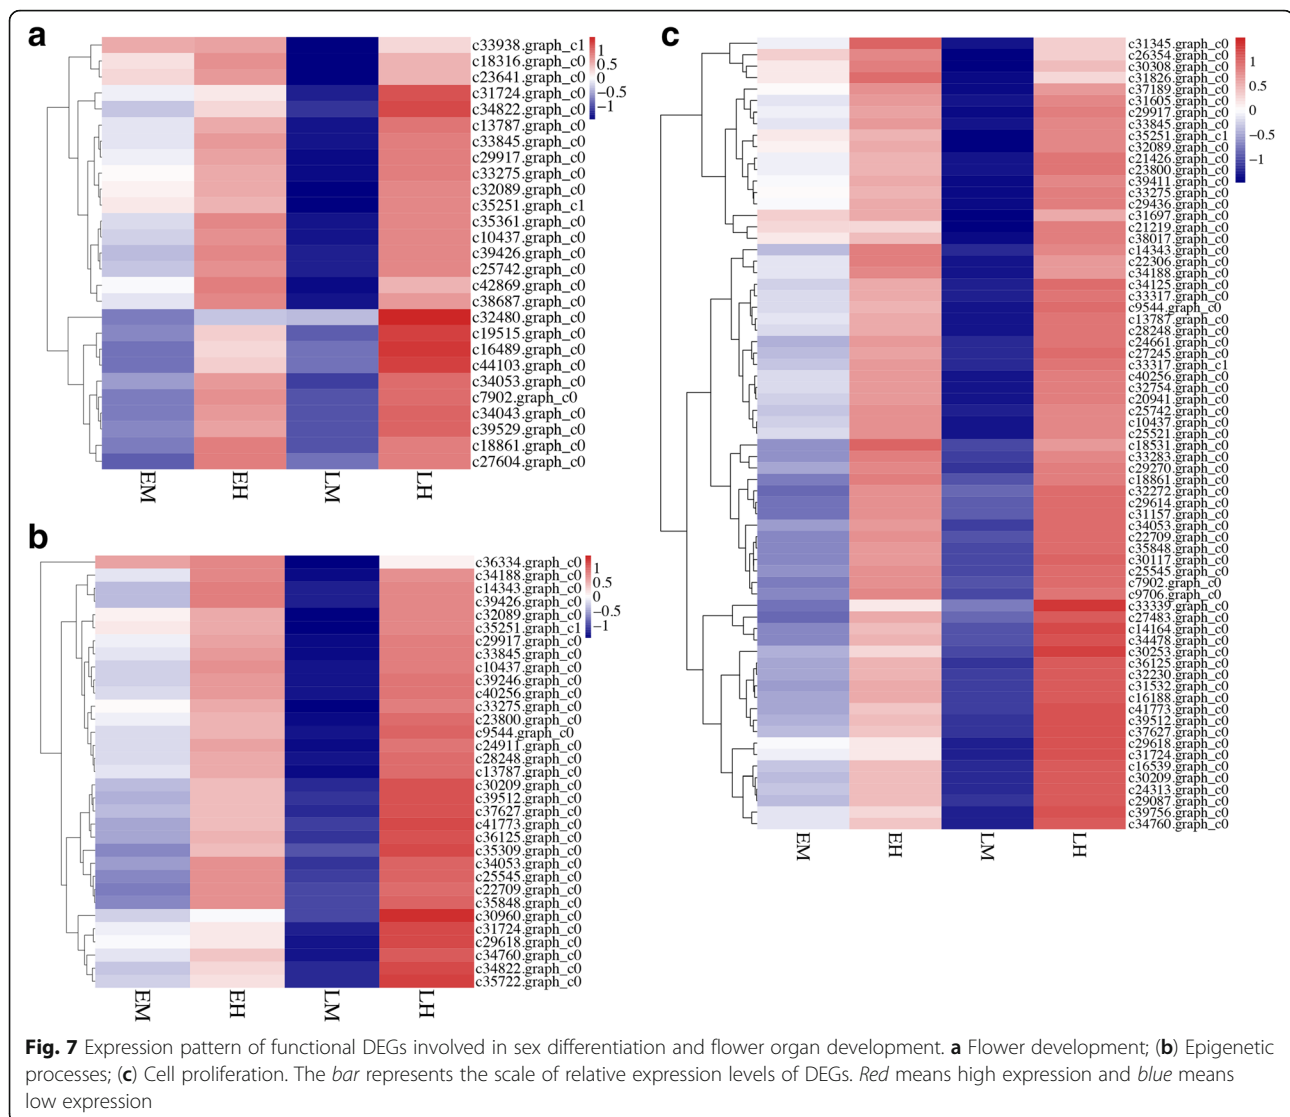 a
c33938.graph_c1
c18316.graph_c0
c23641.graph_c0
c31724.graph_c0
c34822.graph_c0
c13787.graph_c0
c33845.graph_c0
c29917.graph_c0
c33275.graph_c0
c32089.graph_c0
c35251.graph_c1
c35361.graph_c0
c10437.graph_c0
c39426.graph_c0
c25742.graph_c0
c42869.graph_c0
c38687.graph_c0
c32480.graph_c0
c19515.graph_c0
c16489.graph_c0
c44103.graph_c0
c34053.graph_c0
c7902.graph_c0
c34043.graph_c0
c39529.graph_c0
c18861.graph_c0
c27604.graph_c0
1
0.5
−0.5
−1
EM
EH
LM
LH
b
c36334.graph_c0
c34188.graph_c0
c14343.graph_c0
c39426.graph_c0
c32089.graph_c0
c35251.graph_c1
c29917.graph_c0
c33845.graph_c0
c10437.graph_c0
c39246.graph_c0
c40256.graph_c0
c33275.graph_c0
c23800.graph_c0
c9544.graph_c0
c24911.graph_c0
c28248.graph_c0
c13787.graph_c0
c30209.graph_c0
c39512.graph_c0
c37627.graph_c0
c41773.graph_c0
c36125.graph_c0
c35309.graph_c0
c34053.graph_c0
c25545.graph_c0
c22709.graph_c0
c35848.graph_c0
c30960.graph_c0
c31724.graph_c0
c29618.graph_c0
c34760.graph_c0
c34822.graph_c0
c35722.graph_c0
1
0.5
−0.5
−1
EM
EH
LM
LH
c
c31345.graph_c0
c26354.graph_c0
c30308.graph_c0
c31826.graph_c0
c37189.graph_c0
c31605.graph_c0
c29917.graph_c0
c33845.graph_c0
c35251.graph_c1
c32089.graph_c0
c21426.graph_c0
c23800.graph_c0
c39411.graph_c0
c33275.graph_c0
c29436.graph_c0
c31697.graph_c0
c21219.graph_c0
c38017.graph_c0
c14343.graph_c0
c22306.graph_c0
c34188.graph_c0
c34125.graph_c0
c33317.graph_c0
c9544.graph_c0
c13787.graph_c0
c28248.graph_c0
c24661.graph_c0
c27245.graph_c0
c33317.graph_c1
c40256.graph_c0
c32754.graph_c0
c20941.graph_c0
c25742.graph_c0
c10437.graph_c0
c25521.graph_c0
c18531.graph_c0
c33283.graph_c0
c29270.graph_c0
c18861.graph_c0
c32272.graph_c0
c29614.graph_c0
c31157.graph_c0
c34053.graph_c0
c22709.graph_c0
c35848.graph_c0
c30117.graph_c0
c25545.graph_c0
c7902.graph_c0
c9706.graph_c0
c33339.graph_c0
c27483.graph_c0
c14164.graph_c0
c34478.graph_c0
c30253.graph_c0
c36125.graph_c0
c32230.graph_c0
c31532.graph_c0
c16188.graph_c0
c41773.graph_c0
c39512.graph_c0
c37627.graph_c0
c29618.graph_c0
c31724.graph_c0
c16539.graph_c0
c30209.graph_c0
c24313.graph_c0
c29087.graph_c0
c39756.graph_c0
c34760.graph_c0
1
0.5
0
−0.5
−1
EM
EH
LM
LH
Fig. 7 Expression pattern of functional DEGs involved in sex differentiation and flower organ development. a Flower development; (b) Epigenetic
processes; (c) Cell proliferation. The bar represents the scale of relative expression levels of DEGs. Red means high expression and blue means
low expression